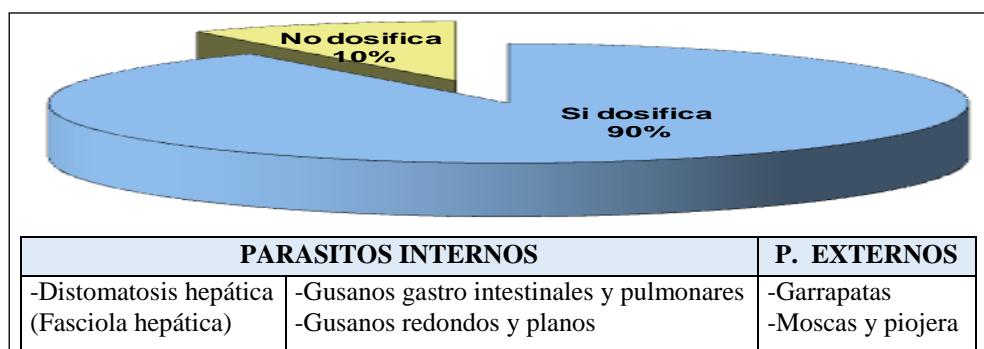 No dosifica
10%
Si dosifica
90%
PARASITOS INTERNOS
P. EXTERNOS
-Distomatosis hepática
(Fasciola hepática)
-Gusanos gastro intestinales y pulmonares
-Gusanos redondos y planos
-Garrapatas
-Moscas y piojera